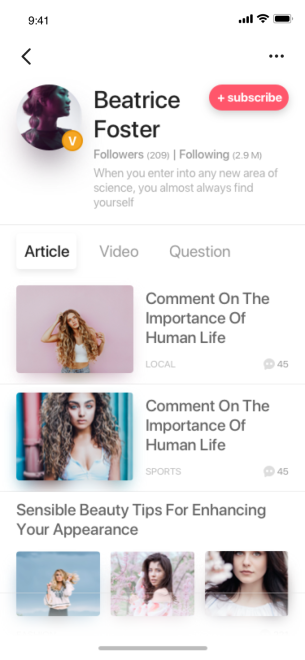 9:41
Beatrice
Foster
+ subscribe
V
Followers (209) | Following (2.9 M)
When you enter into any new area of
science, you almost always find
yourself
Article Video Question
Comment On The
Importance Of
Human Life
LOCAL 45
Comment On The
Importance Of
Human Life
SPORTS 45
Sensible Beauty Tips For Enhancing
Your Appearance